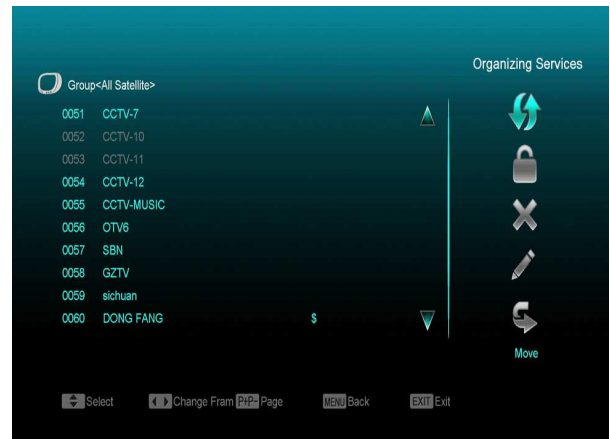 Organizing Services
Group<All Satellite>
0051 CCTV-7
0052 CCTV-10
0053 CCTV-11
0054 CCTV-12
0055 CCTV-MUSIC
0056 OTV6
0057 SBN
0058 GZTV
0059 sichuan
0060 DONG FANG $
Move
Select Change Fram P+P- Page MENU Back EXIT Exit